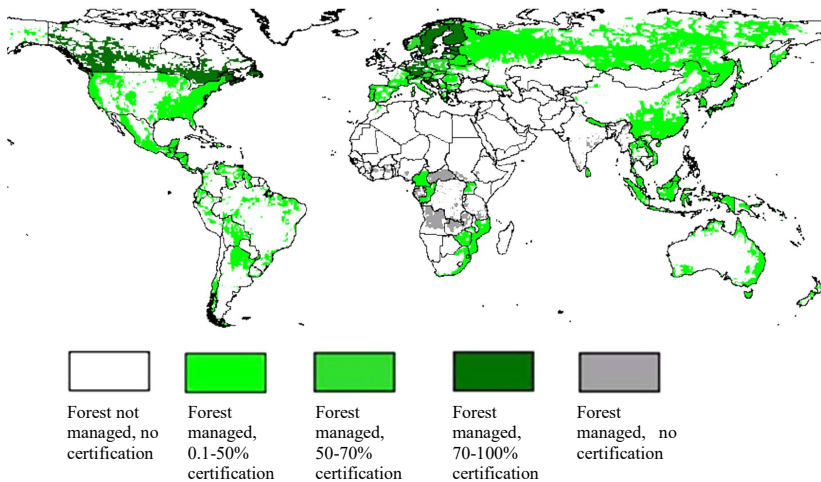 Forest not
managed, no
certification
Forest
managed,
0.1-50%
certification
Forest
managed,
50-70%
certification
Forest
managed,
70-100%
certification
Forest
managed, no
certification